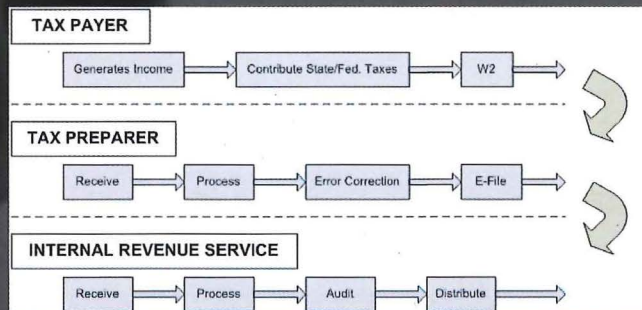 TAX PAYER
Generates Income
Contribute State/Fed. Taxes
W2
TAX PREPARER
Receive
Process
Error Correction
E-File
INTERNAL REVENUE SERVICE
Receive
Process
Audit
Distribute